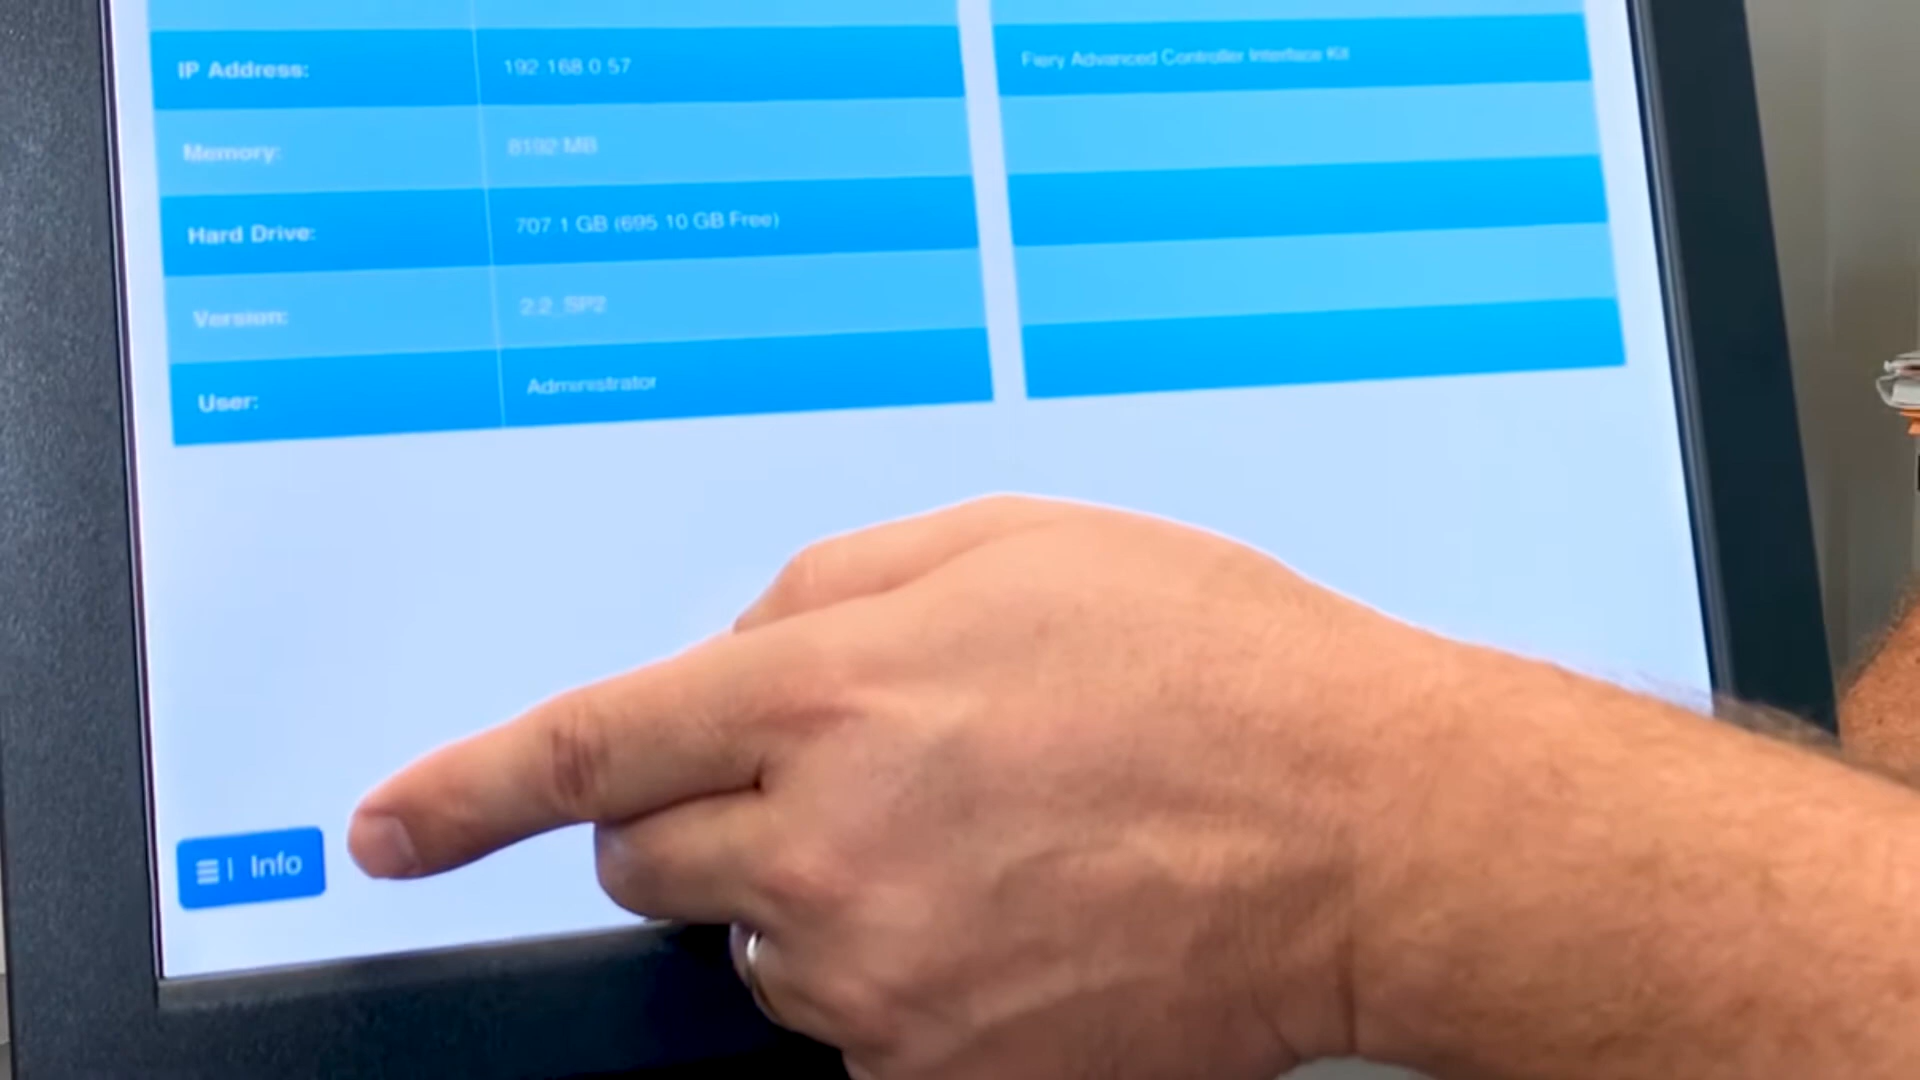 IP Address: 192.168.0.57
Fiery Advanced Controller Interface Kit
Memory: 8192 MB
Hard Drive: 707.1 GB (695.10 GB Free)
Version: 2.2_SP2
User: Administrator
Info